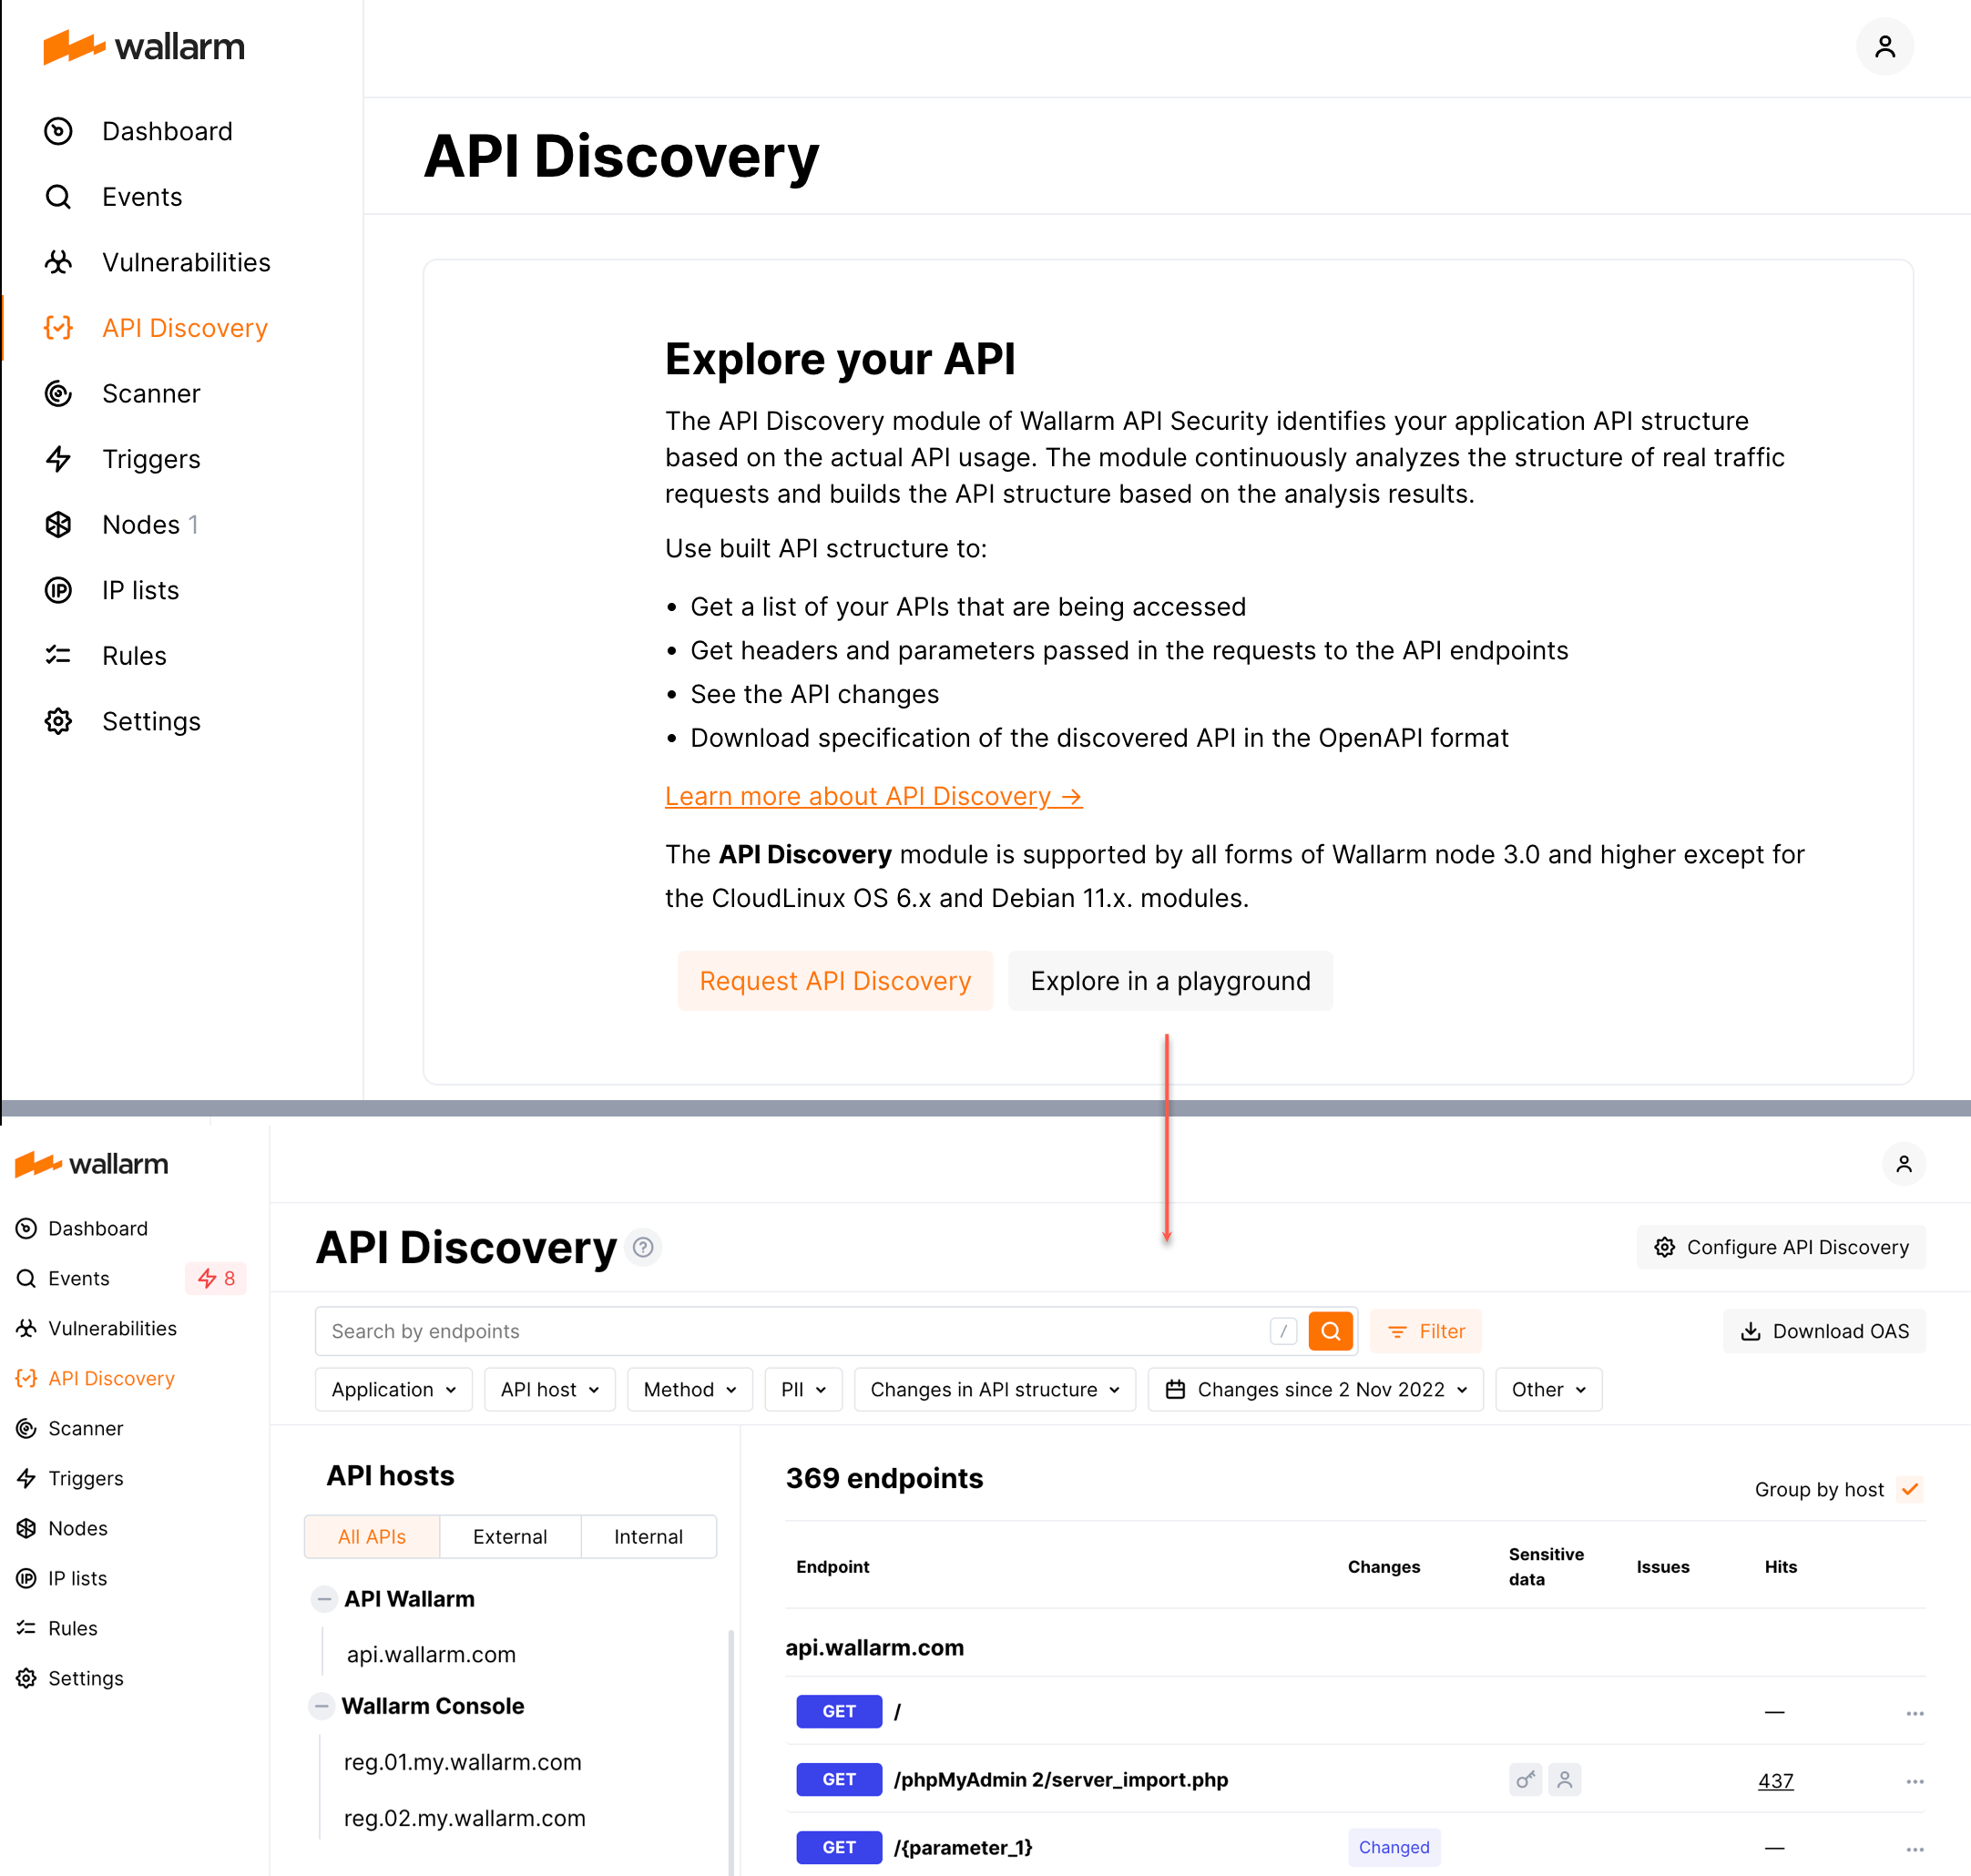 wallarm
Dashboard
Events
Vulnerabilities
API Discovery
Scanner
Triggers
Nodes 1
IP lists
Rules
Settings
API Discovery
Explore your API
The API Discovery module of Wallarm API Security identifies your application API structure
based on the actual API usage. The module continuously analyzes the structure of real traffic
requests and builds the API structure based on the analysis results.
Use built API sctructure to:
• Get a list of your APIs that are being accessed
• Get headers and parameters passed in the requests to the API endpoints
• See the API changes
• Download specification of the discovered API in the OpenAPI format
Learn more about API Discovery →
The API Discovery module is supported by all forms of Wallarm node 3.0 and higher except for
the CloudLinux OS 6.x and Debian 11.x. modules.
Request API Discovery
Explore in a playground
wallarm
Dashboard
Events 8
Vulnerabilities
API Discovery
Scanner
Triggers
Nodes
IP lists
Rules
Settings
API Discovery ?
Configure API Discovery
Search by endpoints /
Filter
Download OAS
Application
API host
Method
PII
Changes in API structure
Changes since 2 Nov 2022
Other
API hosts
All APIs External Internal
API Wallarm
api.wallarm.com
Wallarm Console
reg.01.my.wallarm.com
reg.02.my.wallarm.com
369 endpoints
Group by host
Endpoint Changes Sensitive data Issues Hits
api.wallarm.com
GET / —
GET /phpMyAdmin 2/server_import.php 437
GET /{parameter_1} Changed —